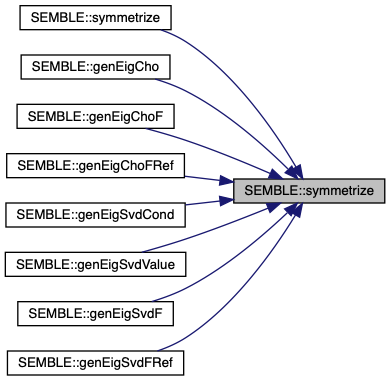 SEMBLE::symmetrize
SEMBLE::genEigCho
SEMBLE::genEigChoF
SEMBLE::genEigChoFRef
SEMBLE::symmetrize
SEMBLE::genEigSvdCond
SEMBLE::genEigSvdValue
SEMBLE::genEigSvdF
SEMBLE::genEigSvdFRef